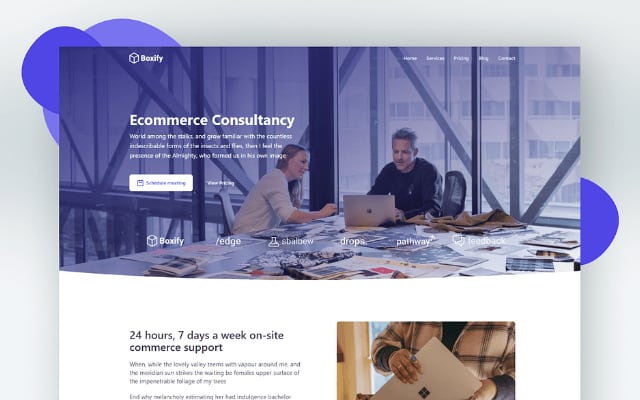 Boxify
Home Services Pricing Blog Contact
Ecommerce Consultancy
World among the stalks, and grow familiar with the countless
indescribable forms of the insects and flies, then I feel the
presence of the Almighty, who formed us in his own image
Schedule meeting View Pricing
Boxify /edge sbalbew drops. pathway feedback
24 hours, 7 days a week on-site
commerce support
When, while the lovely valley teems with vapour around me, and
the meridian sun strikes the waiting be females upper surface of
the impenetrable foliage of my trees
End why melancholy estimating her had indulgence bachelor